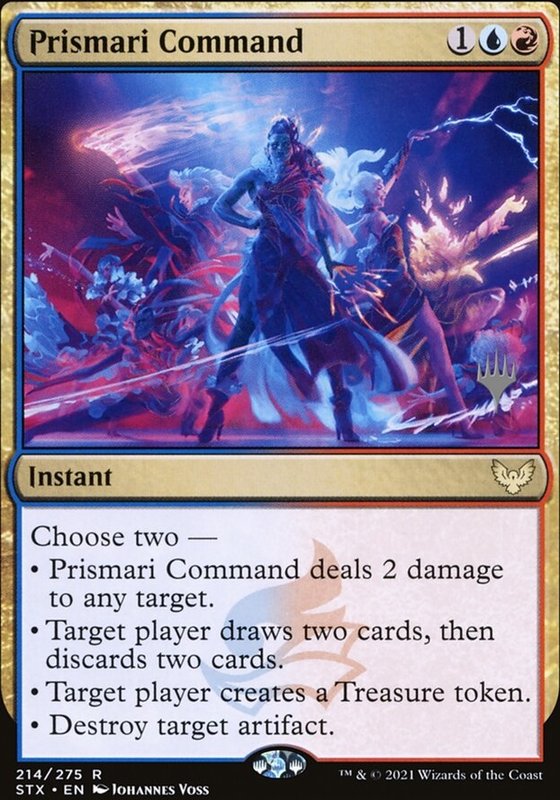 Prismari Command 1
Instant
Choose two —
• Prismari Command deals 2 damage
to any target.
• Target player draws two cards, then
discards two cards.
• Target player creates a Treasure token.
• Destroy target artifact.
214/275 R
STX • EN Johannes Voss
™ & © 2021 Wizards of the Coast